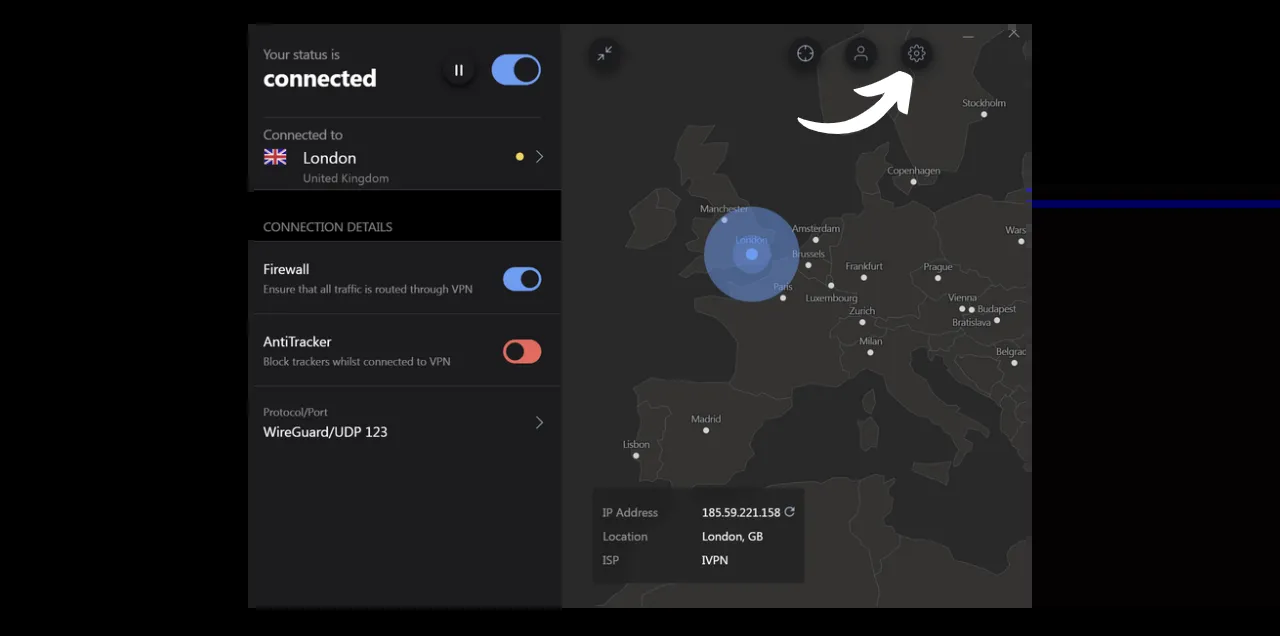 Your status is
connected
Connected to
London
United Kingdom
CONNECTION DETAILS
Firewall
Ensure that all traffic is routed through VPN
AntiTracker
Block trackers whilst connected to VPN
Protocol/Port
WireGuard/UDP 123
Stockholm
Copenhagen
Manchester
Amsterdam
Wars
London
Brussels
Frankfurt
Prague
Paris
Luxembourg
Vienna
Budapest
Zurich
Bratislava
Milan
Belgrac
Madrid
Lisbon
IP Address 185.59.221.158
Location London, GB
ISP IVPN